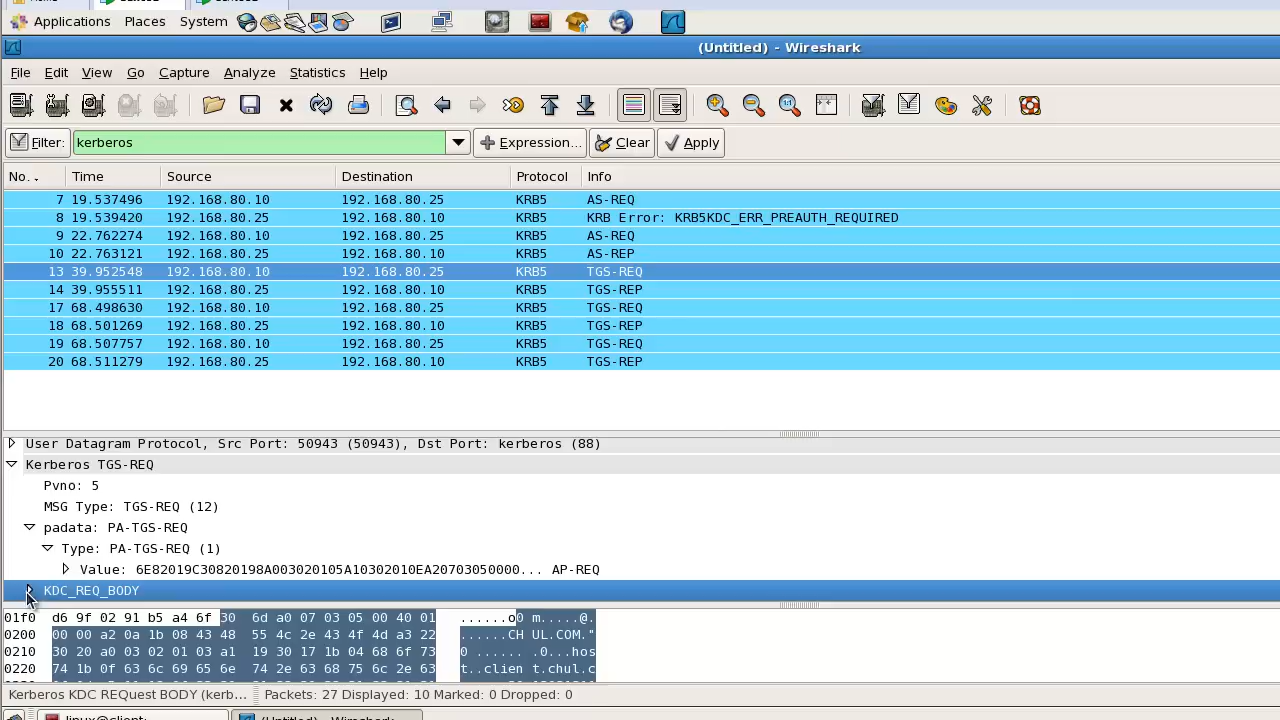 Applications Places System
(Untitled) - Wireshark
File Edit View Go Capture Analyze Statistics Help
Filter: kerberos Expression... Clear Apply
No. . Time Source Destination Protocol Info
7 19.537496 192.168.80.10 192.168.80.25 KRB5 AS-REQ
8 19.539420 192.168.80.25 192.168.80.10 KRB5 KRB Error: KRB5KDC_ERR_PREAUTH_REQUIRED
9 22.762274 192.168.80.10 192.168.80.25 KRB5 AS-REQ
10 22.763121 192.168.80.25 192.168.80.10 KRB5 AS-REP
13 39.952548 192.168.80.10 192.168.80.25 KRB5 TGS-REQ
14 39.955511 192.168.80.25 192.168.80.10 KRB5 TGS-REP
17 68.498630 192.168.80.10 192.168.80.25 KRB5 TGS-REQ
18 68.501269 192.168.80.25 192.168.80.10 KRB5 TGS-REP
19 68.507757 192.168.80.10 192.168.80.25 KRB5 TGS-REQ
20 68.511279 192.168.80.25 192.168.80.10 KRB5 TGS-REP
User Datagram Protocol, Src Port: 50943 (50943), Dst Port: kerberos (88)
Kerberos TGS-REQ
Pvno: 5
MSG Type: TGS-REQ (12)
padata: PA-TGS-REQ
Type: PA-TGS-REQ (1)
Value: 6E82019C30820198A003020105A10302010EA20703050000... AP-REQ
KDC_REQ_BODY
01f0 d6 9f 02 91 b5 a4 6f 30 6d a0 07 03 05 00 40 01 ......o0 m.....@.
0200 00 00 a2 0a 1b 08 43 48 55 4c 2e 43 4f 4d a3 22 ......CH UL.COM."
0210 30 20 a0 03 02 01 03 a1 19 30 17 1b 04 68 6f 73 0 ...... .0...hos
0220 74 1b 0f 63 6c 69 65 6e 74 2e 63 68 75 6c 2e 63 t..clien t.chul.c
Kerberos KDC REQuest BODY (kerb... Packets: 27 Displayed: 10 Marked: 0 Dropped: 0
linux@client: (Untitled) - Wireshark